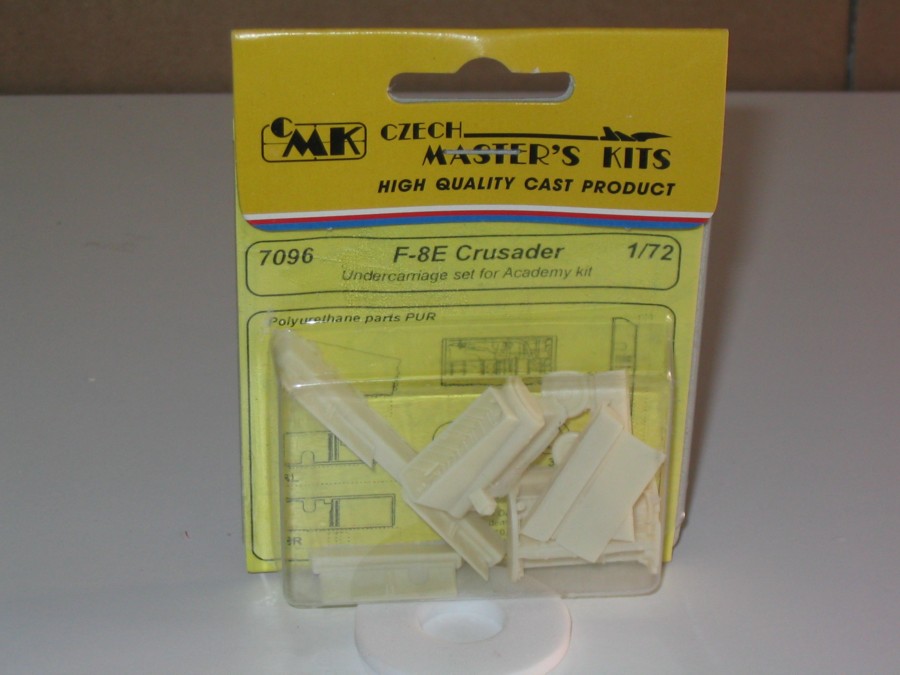 CMK CZECH
MASTER'S KITS
HIGH QUALITY CAST PRODUCT
7096 F-8E Crusader 1/72
Undercarriage set for Academy kit
Polyurethane parts PUR